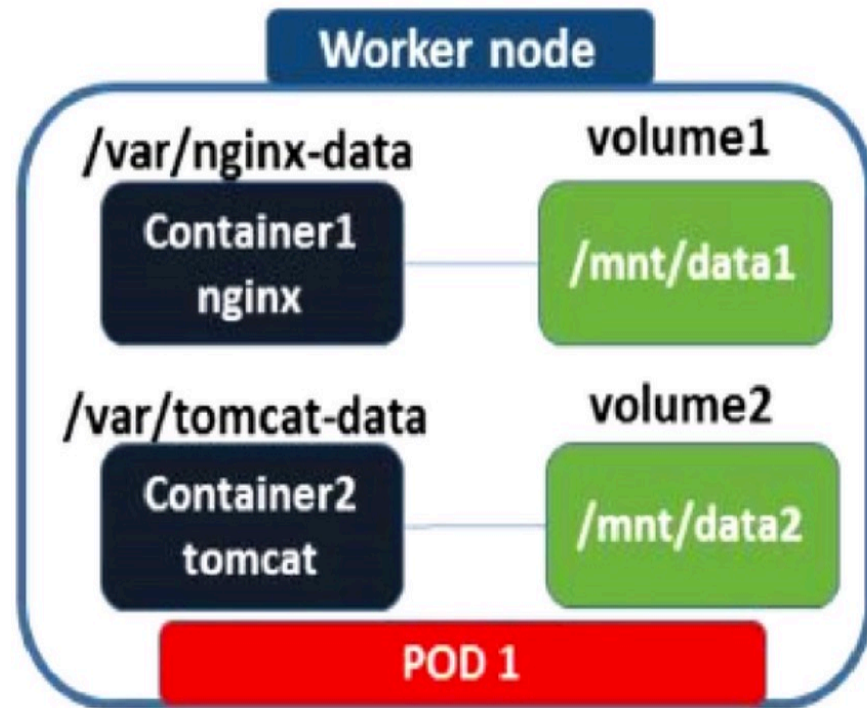 Worker node
/var/nginx-data
volume1
Container1
nginx
/mnt/data1
/var/tomcat-data
volume2
Container2
tomcat
/mnt/data2
POD 1